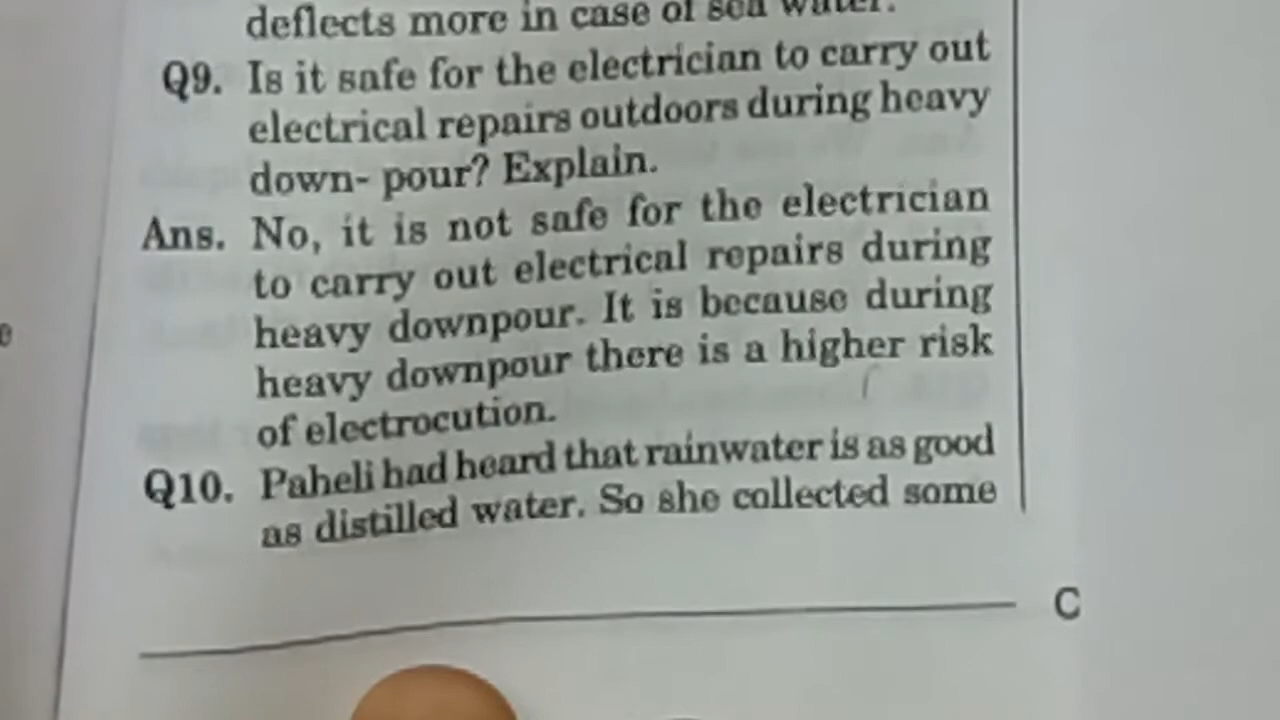 deflects more in case of sea water.
Q9. Is it safe for the electrician to carry out
electrical repairs outdoors during heavy
down- pour? Explain.
Ans. No, it is not safe for the electrician
to carry out electrical repairs during
heavy downpour. It is because during
heavy downpour there is a higher risk
of electrocution.
Q10. Paheli had heard that rainwater is as good
as distilled water. So she collected some
C